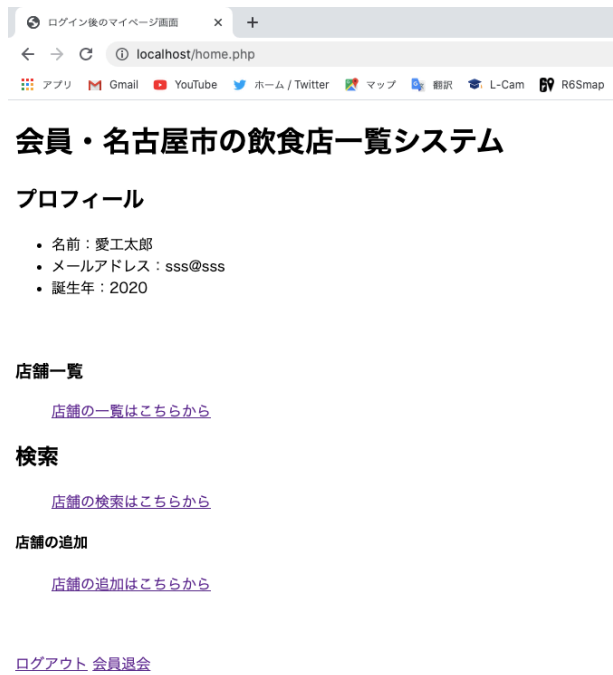 ログイン後のマイページ画面
localhost/home.php
アプリ Gmail YouTube ホーム / Twitter マップ 翻訳 L-Cam R6Smap
会員・名古屋市の飲食店一覧システム
プロフィール
名前：愛工太郎
メールアドレス：sss@sss
誕生年：2020
店舗一覧
店舗の一覧はこちらから
検索
店舗の検索はこちらから
店舗の追加
店舗の追加はこちらから
ログアウト 会員退会